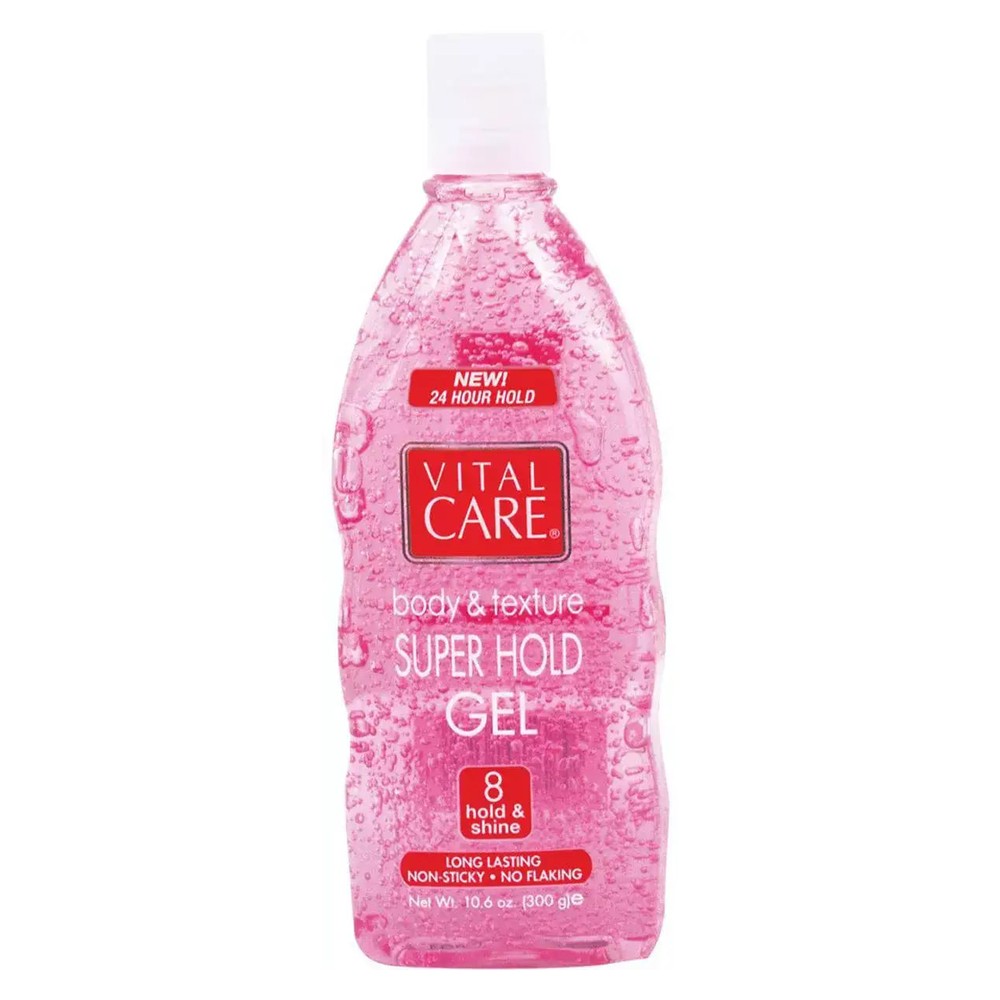 NEW!
24 HOUR HOLD
VITAL
CARE®
body & texture
SUPER HOLD
GEL
8
hold &
shine
LONG LASTING
NON-STICKY • NO FLAKING
Net Wt. 10.6 oz. (300 g)e